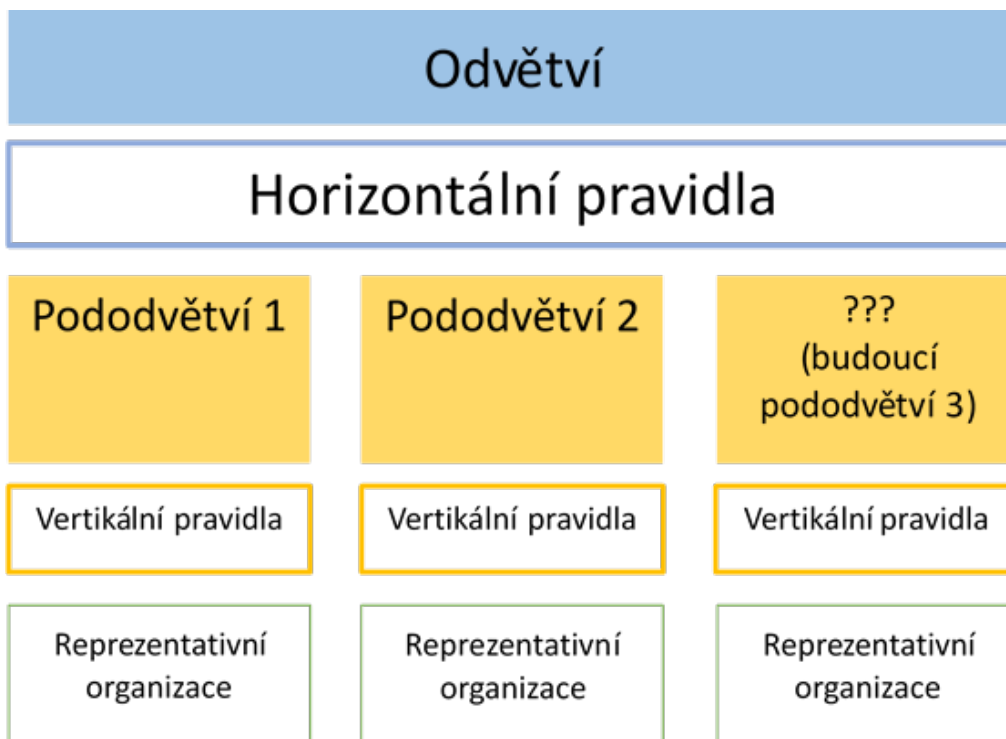 Odvětví
Horizontální pravidla
Pododvětví 1
Pododvětví 2
???
(budoucí
pododvětví 3)
Vertikální pravidla
Vertikální pravidla
Vertikální pravidla
Reprezentativní
organizace
Reprezentativní
organizace
Reprezentativní
organizace